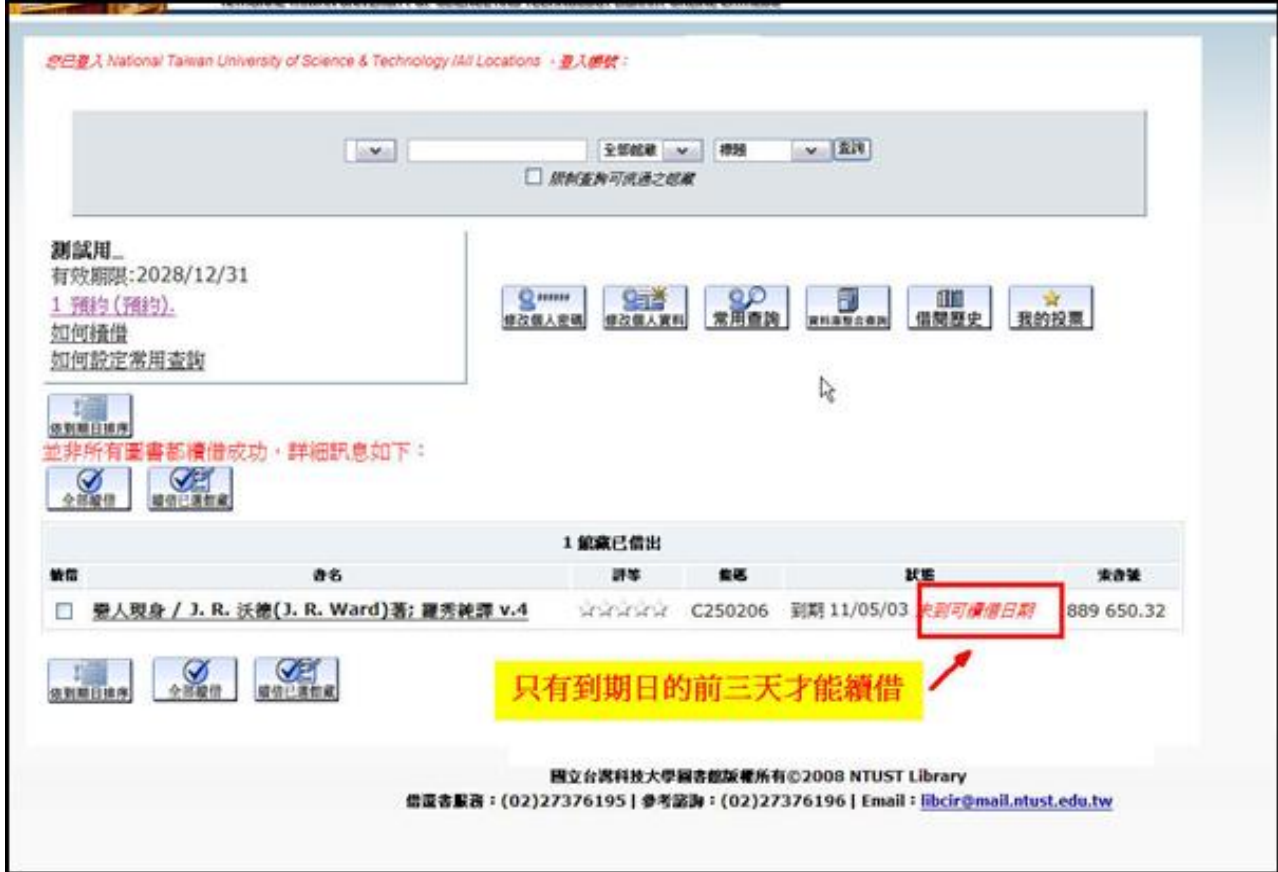 您已登入 National Taiwan University of Science & Technology /All Locations ，登入帳號：
全部館藏 標題 查詢
限制查詢可流通之館藏
測試用_
有效期限:2028/12/31
1 預約(預約).
如何續借
如何設定常用查詢
修改個人密碼 修改個人資料 常用查詢 資料庫整合查詢 借閱歷史 我的投票
依到期日排序
並非所有圖書都續借成功，詳細訊息如下：
全部續借 續借已選館藏
1 館藏已借出
續借 書名 評等 條碼 狀態 索書號
戀人現身 / J. R. 沃德(J. R. Ward)著; 羅秀純譯 v.4 C250206 到期 11/05/03 未到可續借日期 889 650.32
依到期日排序 全部續借 續借已選館藏
只有到期日的前三天才能續借
國立台灣科技大學圖書館版權所有©2008 NTUST Library
借還書服務：(02)27376195 | 參考諮詢：(02)27376196 | Email：libcir@mail.ntust.edu.tw